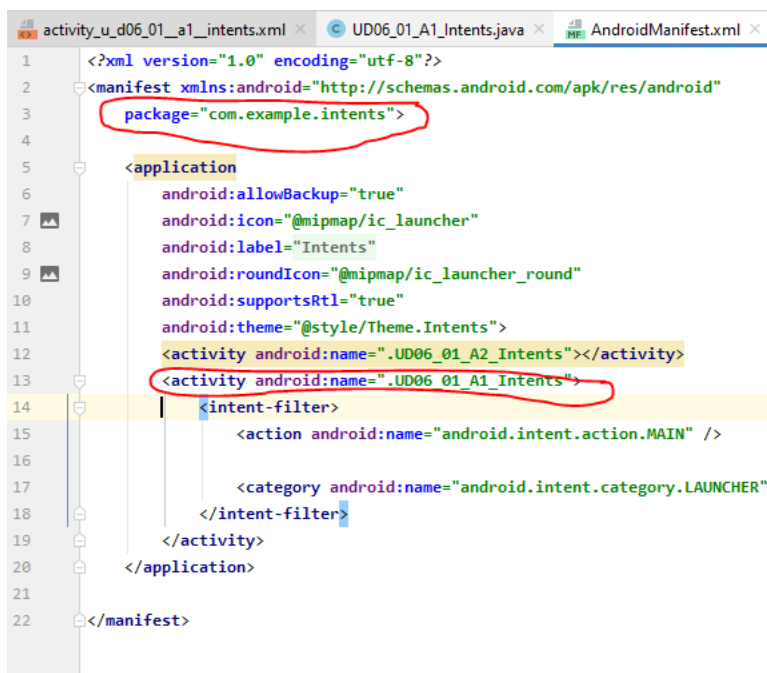 activity_u_d06_01__a1__intents.xml × C UD06_01_A1_Intents.java × MF AndroidManifest.xml ×
1 <?xml version="1.0" encoding="utf-8"?>
2 <manifest xmlns:android="http://schemas.android.com/apk/res/android"
3 package="com.example.intents">
4
5 <application
6 android:allowBackup="true"
7 android:icon="@mipmap/ic_launcher"
8 android:label="Intents"
9 android:roundIcon="@mipmap/ic_launcher_round"
10 android:supportsRtl="true"
11 android:theme="@style/Theme.Intents">
12 <activity android:name=".UD06_01_A2_Intents"></activity>
13 <activity android:name=".UD06_01_A1_Intents">
14 <intent-filter>
15 <action android:name="android.intent.action.MAIN" />
16
17 <category android:name="android.intent.category.LAUNCHER"
18 </intent-filter>
19 </activity>
20 </application>
21
22 </manifest>